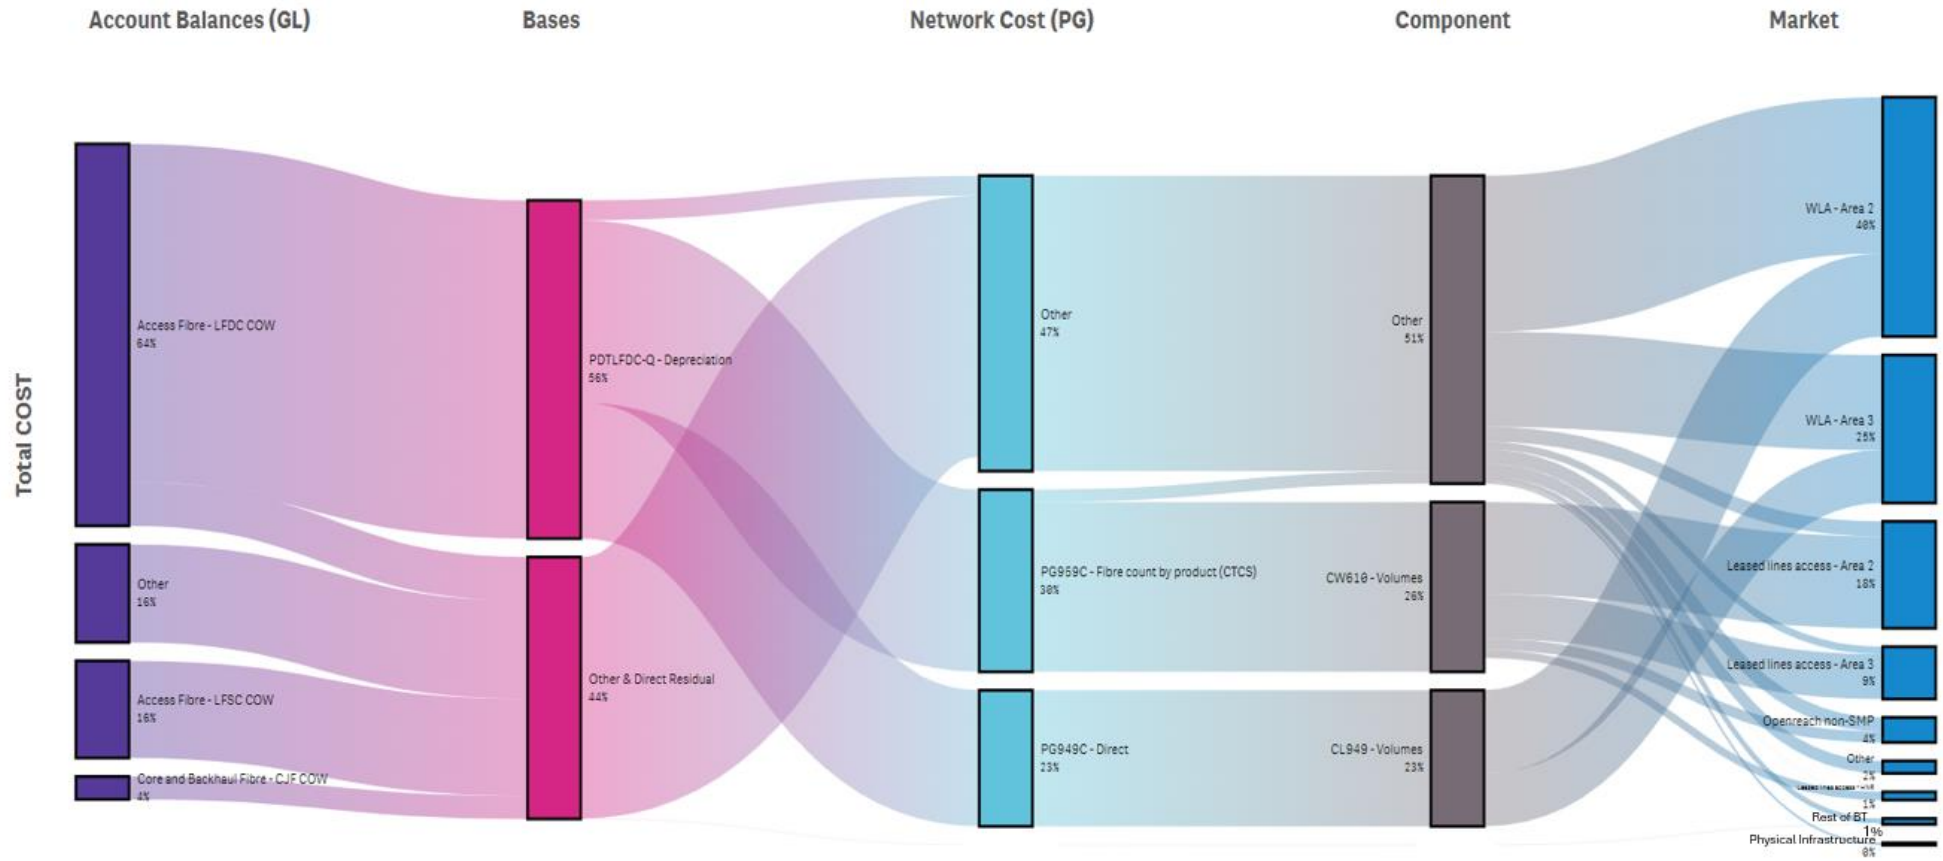 Account Balances (GL)
Bases
Network Cost (PG)
Component
Market
Total COST
Access Fibre - LFDC COW
64%
Other
16%
Access Fibre - LFSC COW
16%
Core and Backhaul Fibre - CJF COW
4%
PDTLFDC-Q - Depreciation
56%
Other & Direct Residual
44%
Other
47%
PG959C - Fibre count by product (CTCS)
30%
PG949C - Direct
23%
Other
51%
CW610 - Volumes
26%
CL949 - Volumes
23%
WLA - Area 2
40%
WLA - Area 3
25%
Leased lines access - Area 2
18%
Leased lines access - Area 3
9%
Openreach non-SMP
4%
Other
2%
Leased lines access -
1%
Rest of BT
1%
Physical Infrastructure
0%